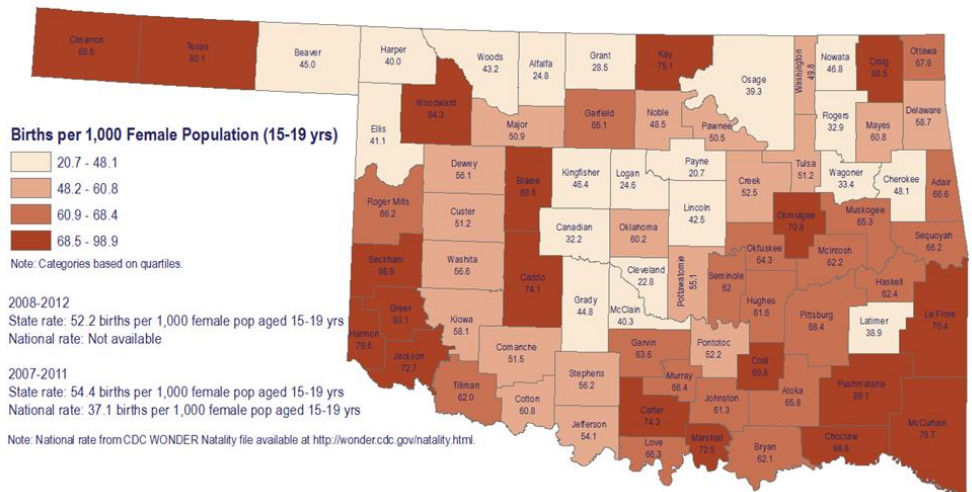 Cimarron
Texas
80.1
Beaver
45.0
Harper
40.0
Woods
43.2
Alfalfa
24.8
Grant
28.5
Kay
75.1
Osage
39.3
Washington
49.8
Nowata
46.8
Craig
68.5
Ottawa
67.8
Woodward
84.3
Ellis
41.1
Major
50.9
Garfield
65.1
Noble
48.5
Pawnee
50.5
Rogers
32.9
Mayes
60.8
Delaware
58.7
Births per 1,000 Female Population (15-19 yrs)
20.7 - 48.1
48.2 - 60.8
60.9 - 68.4
68.5 - 98.9
Note: Categories based on quartiles.
2008-2012
State rate: 52.2 births per 1,000 female pop aged 15-19 yrs
National rate: Not available
2007-2011
State rate: 54.4 births per 1,000 female pop aged 15-19 yrs
National rate: 37.1 births per 1,000 female pop aged 15-19 yrs
Note: National rate from CDC WONDER Natality file available at http://wonder.cdc.gov/natality.html.
Dewey
56.1
Blaine
Kingfisher
46.4
Logan
24.6
Payne
20.7
Creek
52.5
Tulsa
51.2
Wagoner
33.4
Cherokee
48.1
Adair
66.6
Roger Mills
66.2
Custer
51.2
Canadian
32.2
Oklahoma
60.2
Lincoln
42.5
Okmulgee
70.8
Muskogee
65.3
Sequoyah
66.2
Beckham
Washita
56.6
Caddo
74.1
Cleveland
22.8
Pottawatomie
55.1
Seminole
62
Okfuskee
64.3
McIntosh
62.2
Haskell
62.4
Greer
80.1
Kiowa
58.1
Grady
44.8
McClain
40.3
Hughes
61.6
Pittsburg
68.4
Latimer
38.9
Le Flore
70.4
Harmon
79.6
Jackson
72.7
Comanche
51.5
Garvin
63.6
Pontotoc
52.2
Coal
69.8
Tillman
62.0
Cotton
60.8
Stephens
56.2
Murray
66.4
Johnston
61.3
Atoka
65.8
Pushmataha
McCurtain
78.7
Jefferson
54.1
Carter
74.3
Love
66.3
Marshall
72.5
Bryan
62.1
Choctaw